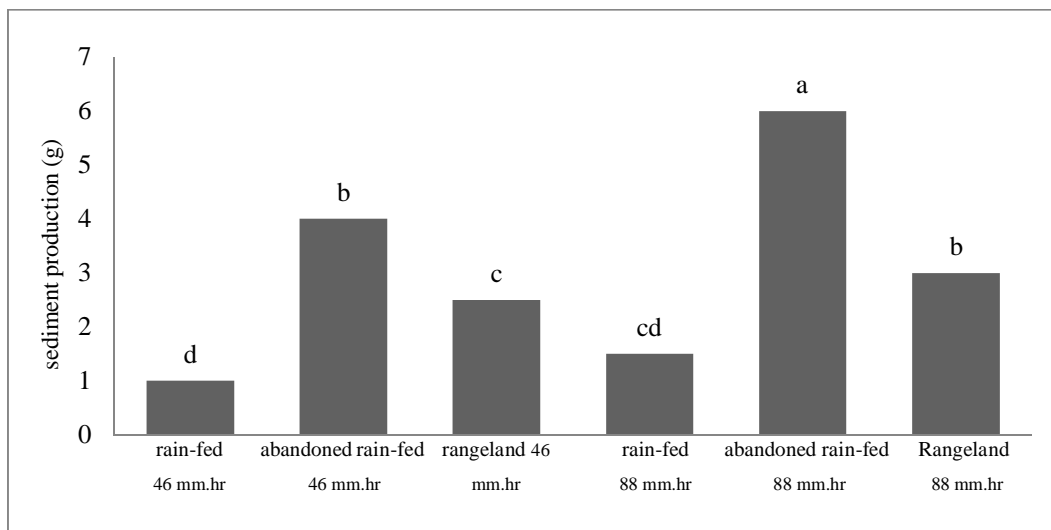 sediment production (g)
7
6
5
4
3
2
1
0
d
b
c
cd
a
b
rain-fed
46 mm.hr
abandoned rain-fed
46 mm.hr
rangeland 46
mm.hr
rain-fed
88 mm.hr
abandoned rain-fed
88 mm.hr
Rangeland
88 mm.hr